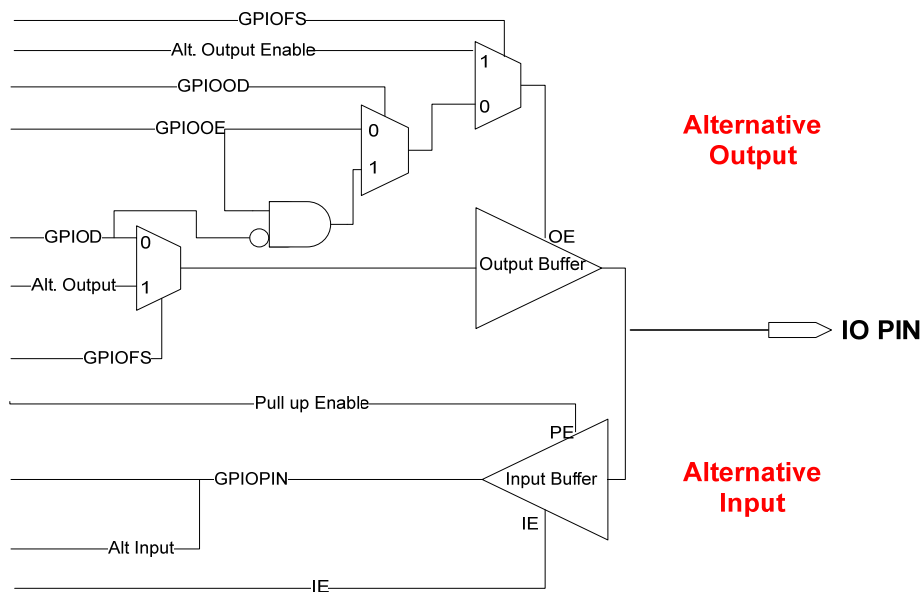 GPIOFS
Alt. Output Enable
1
GPIOOD
0
GPIOOE
0
Alternative
Output
1
GPIOD
0
OE
Output Buffer
Alt. Output
1
IO PIN
GPIOFS
Pull up Enable
PE
GPIOPIN
Input Buffer
Alternative
Input
IE
Alt Input
IE